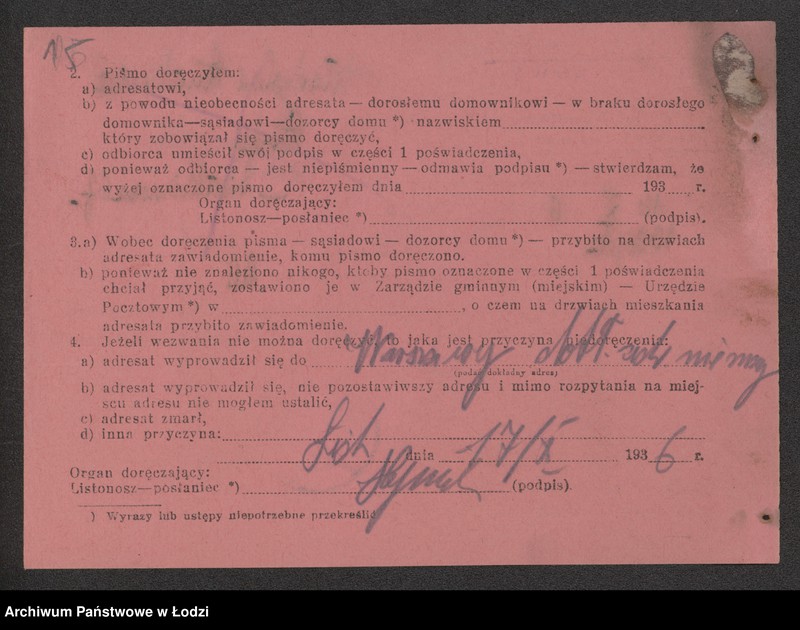 15
2. Pismo doręczyłem:
a) adresatowi,
b) z powodu nieobecności adresata — dorosłemu domownikowi — w braku dorosłego
domownika—sąsiadowi—dozorcy domu *) nazwiskiem
który zobowiązał się pismo doręczyć,
c) odbiorca umieścił swój podpis w części 1 poświadczenia,
d) ponieważ odbiorca — jest niepiśmienny — odmawia podpisu *) — stwierdzam, że
wyżej oznaczone pismo doręczyłem dnia 193 r.
Organ doręczający:
Listonosz—posłaniec *) (podpis).
3.a) Wobec doręczenia pisma — sąsiadowi — dozorcy domu *) — przybito na drzwiach
adresata zawiadomienie, komu pismo doręczono.
b) ponieważ nie znaleziono nikogo, ktoby pismo oznaczone w części 1 poświadczenia
chciał przyjąć, zostawiono je w Zarządzie gminnym (miejskim) — Urzędzie
Pocztowym *) w , o czem na drzwiach mieszkania
adresata przybito zawiadomienie.
4. Jeżeli wezwania nie można doręczyć, to jaka jest przyczyna niedoręczenia:
a) adresat wyprowadził się do Warszawy
(podać dokładny adres)
b) adresat wyprowadził się, nie pozostawiwszy adresu i mimo rozpytania na miej-
scu adresu nie mogłem ustalić,
c) adresat zmarł,
d) inna przyczyna:
dnia 17/X 1936 r.
Organ doręczający:
Listonosz—posłaniec *) (podpis).
) Wyrazy lub ustępy niepotrzebne przekreślić
Archiwum Państwowe w Łodzi